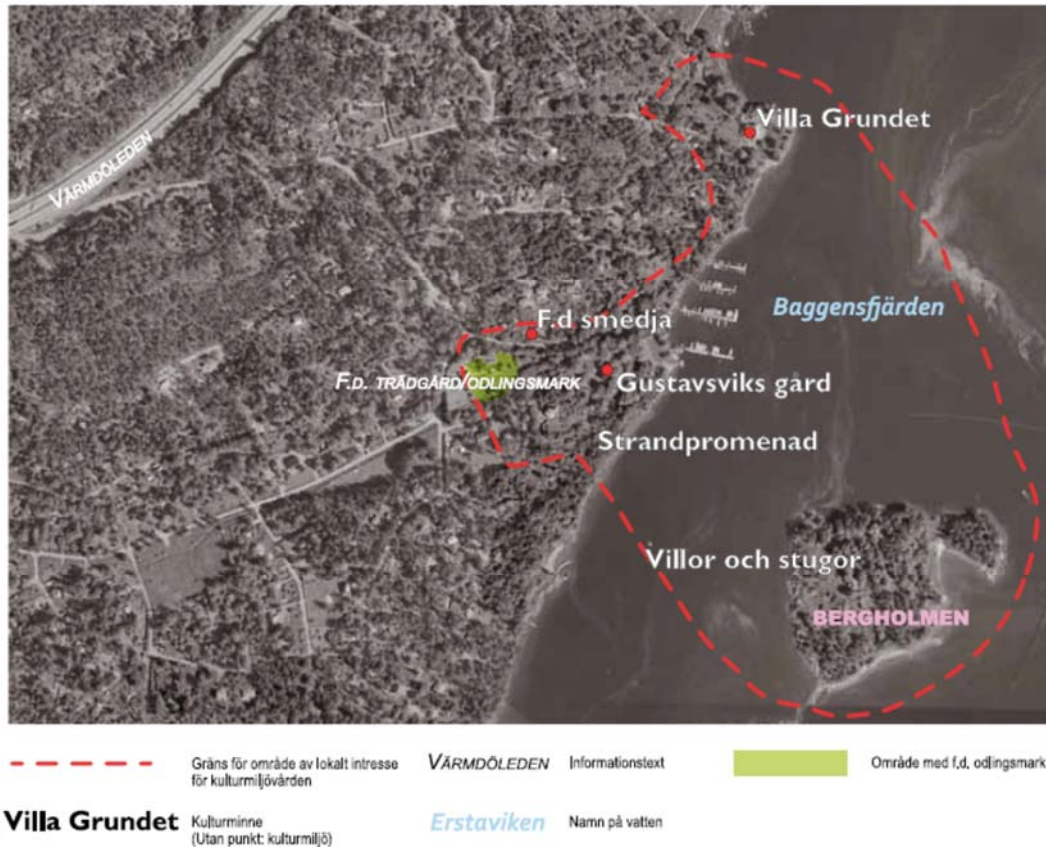 Villa Grundet
VÄRMDÖLEDEN
Baggensfjärden
F.d smedja
F.D. TRÄDGÅRD/ODLINGSMARK
Gustavsviks gård
Strandpromenad
Villor och stugor
BERGHOLMEN
Gräns för område av lokalt intresse
för kulturmiljövården
VÄRMDÖLEDEN Informationstext
Område med f,d, odlingsmark
Villa Grundet Kulturminne
(Utan punkt: kulturmiljö)
Erstaviken Namn på vatten